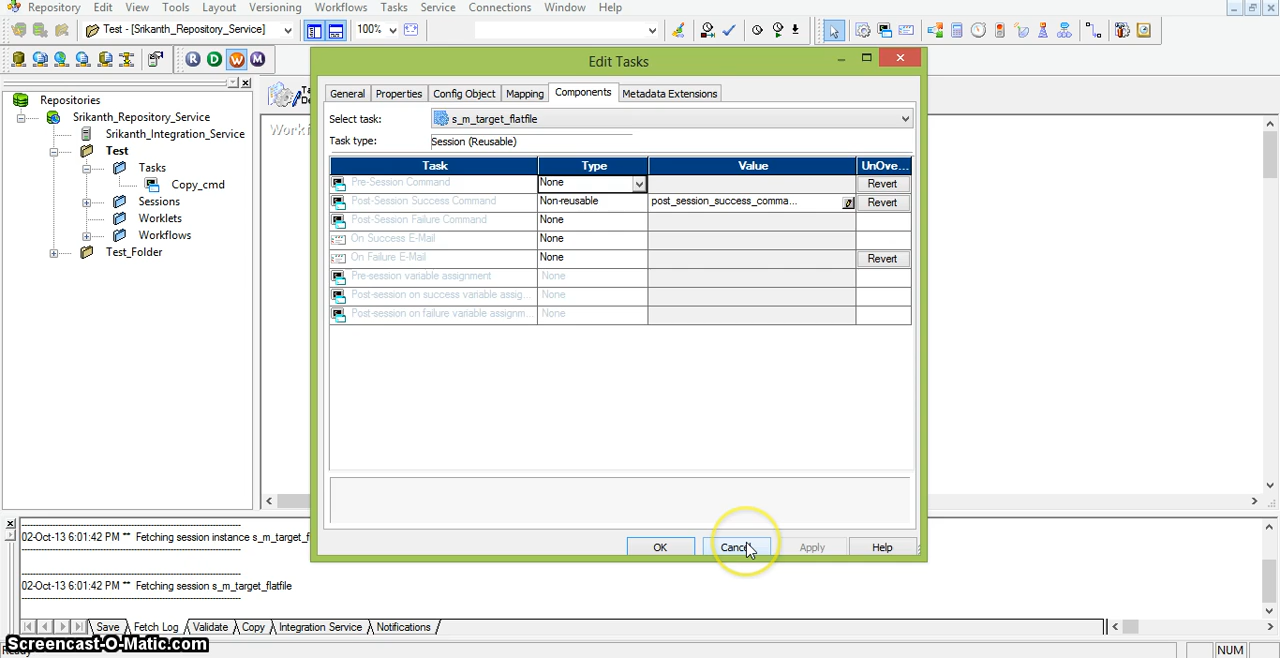 Repository Edit View Tools Layout Versioning Workflows Tasks Service Connections Window Help
Test - [Srikanth_Repository_Service] 100%
R D W M
Edit Tasks
General Properties Config Object Mapping Components Metadata Extensions
Select task: s_m_target_flatfile
Task type: Session (Reusable)
Task Type Value UnOve...
Pre-Session Command None Revert
Post-Session Success Command Non-reusable post_session_success_comma... Revert
Post-Session Failure Command None
On Success E-Mail None
On Failure E-Mail None Revert
Pre-session variable assignment None
Post-session on success variable assig... None
Post-session on failure variable assignm... None
OK Cancel Apply Help
Repositories
Srikanth_Repository_Service
Srikanth_Integration_Service
Test
Tasks
Copy_cmd
Sessions
Worklets
Workflows
Test_Folder
02-Oct-13 6:01:42 PM ** Fetching session instance s_m_target_f
02-Oct-13 6:01:42 PM ** Fetching session s_m_target_flatfile
Save Fetch Log Validate Copy Integration Service Notifications
Screencast-O-Matic.com
NUM